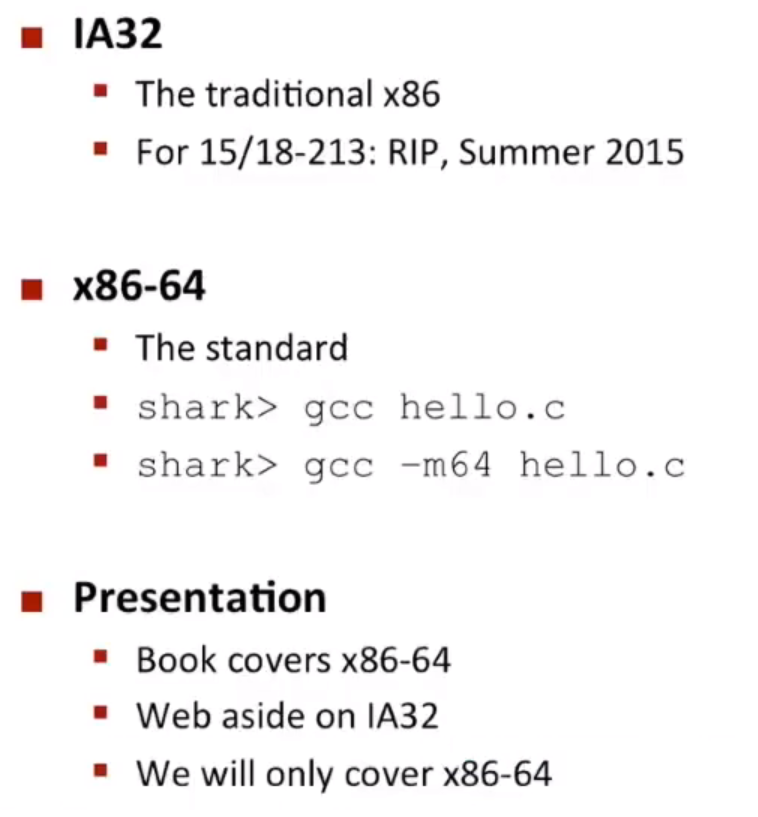 IA32
The traditional x86
For 15/18-213: RIP, Summer 2015
x86-64
The standard
shark> gcc hello.c
shark> gcc -m64 hello.c
Presentation
Book covers x86-64
Web aside on IA32
We will only cover x86-64